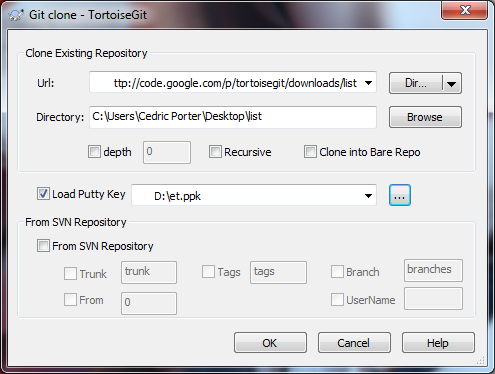 Git clone - TortoiseGit
Clone Existing Repository
Url: ttp://code.google.com/p/tortoisegit/downloads/list Dir...
Directory: C:\Users\Cedric Porter\Desktop\list Browse
depth 0 Recursive Clone into Bare Repo
Load Putty Key D:\et.ppk ...
From SVN Repository
From SVN Repository
Trunk trunk Tags tags Branch branches
From 0 UserName
OK Cancel Help